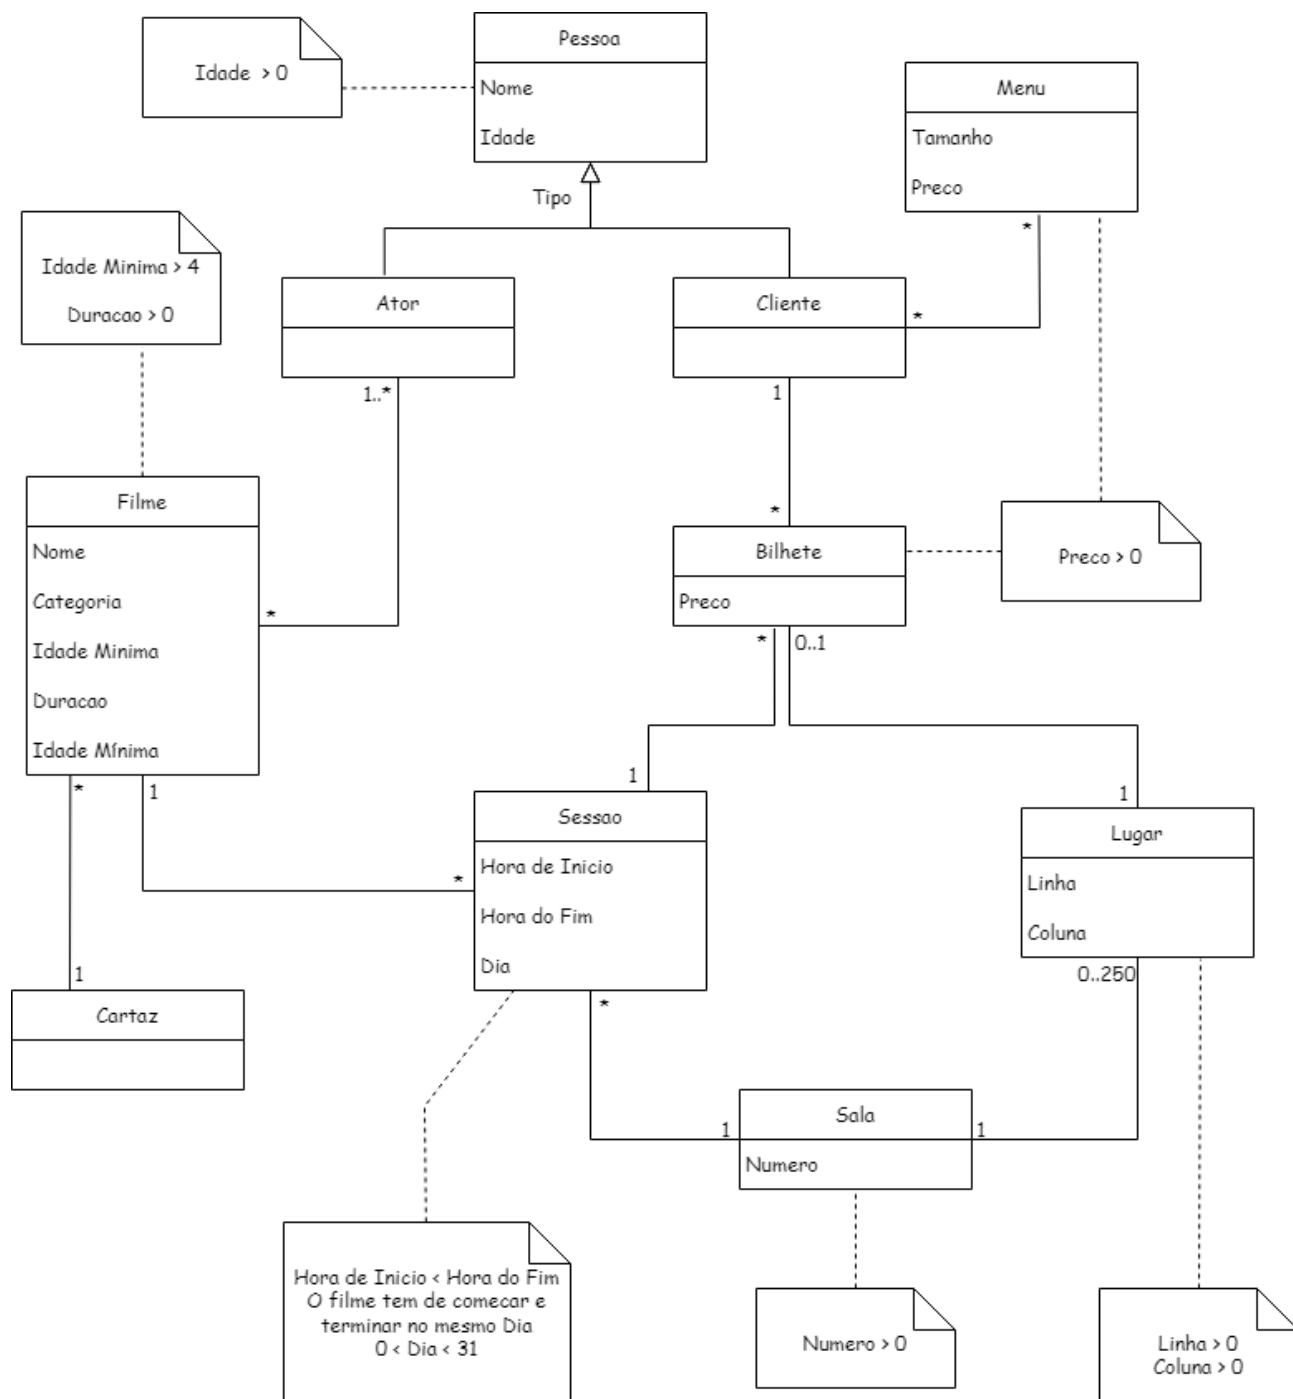 Pessoa
Nome
Idade
Idade > 0
Menu
Tamanho
Preco
Tipo
Idade Minima > 4
Duracao > 0
Ator
Cliente
*
*
1..*
1
*
Filme
Nome
Categoria
Idade Minima
Duracao
Idade Mínima
*
Bilhete
Preco
Preco > 0
*
0..1
*
1
1
1
Sessao
Hora de Inicio
Hora do Fim
Dia
*
Lugar
Linha
Coluna
0..250
1
Cartaz
*
Sala
Numero
1
1
Hora de Inicio < Hora do Fim
O filme tem de comecar e
terminar no mesmo Dia
0 < Dia < 31
Numero > 0
Linha > 0
Coluna > 0